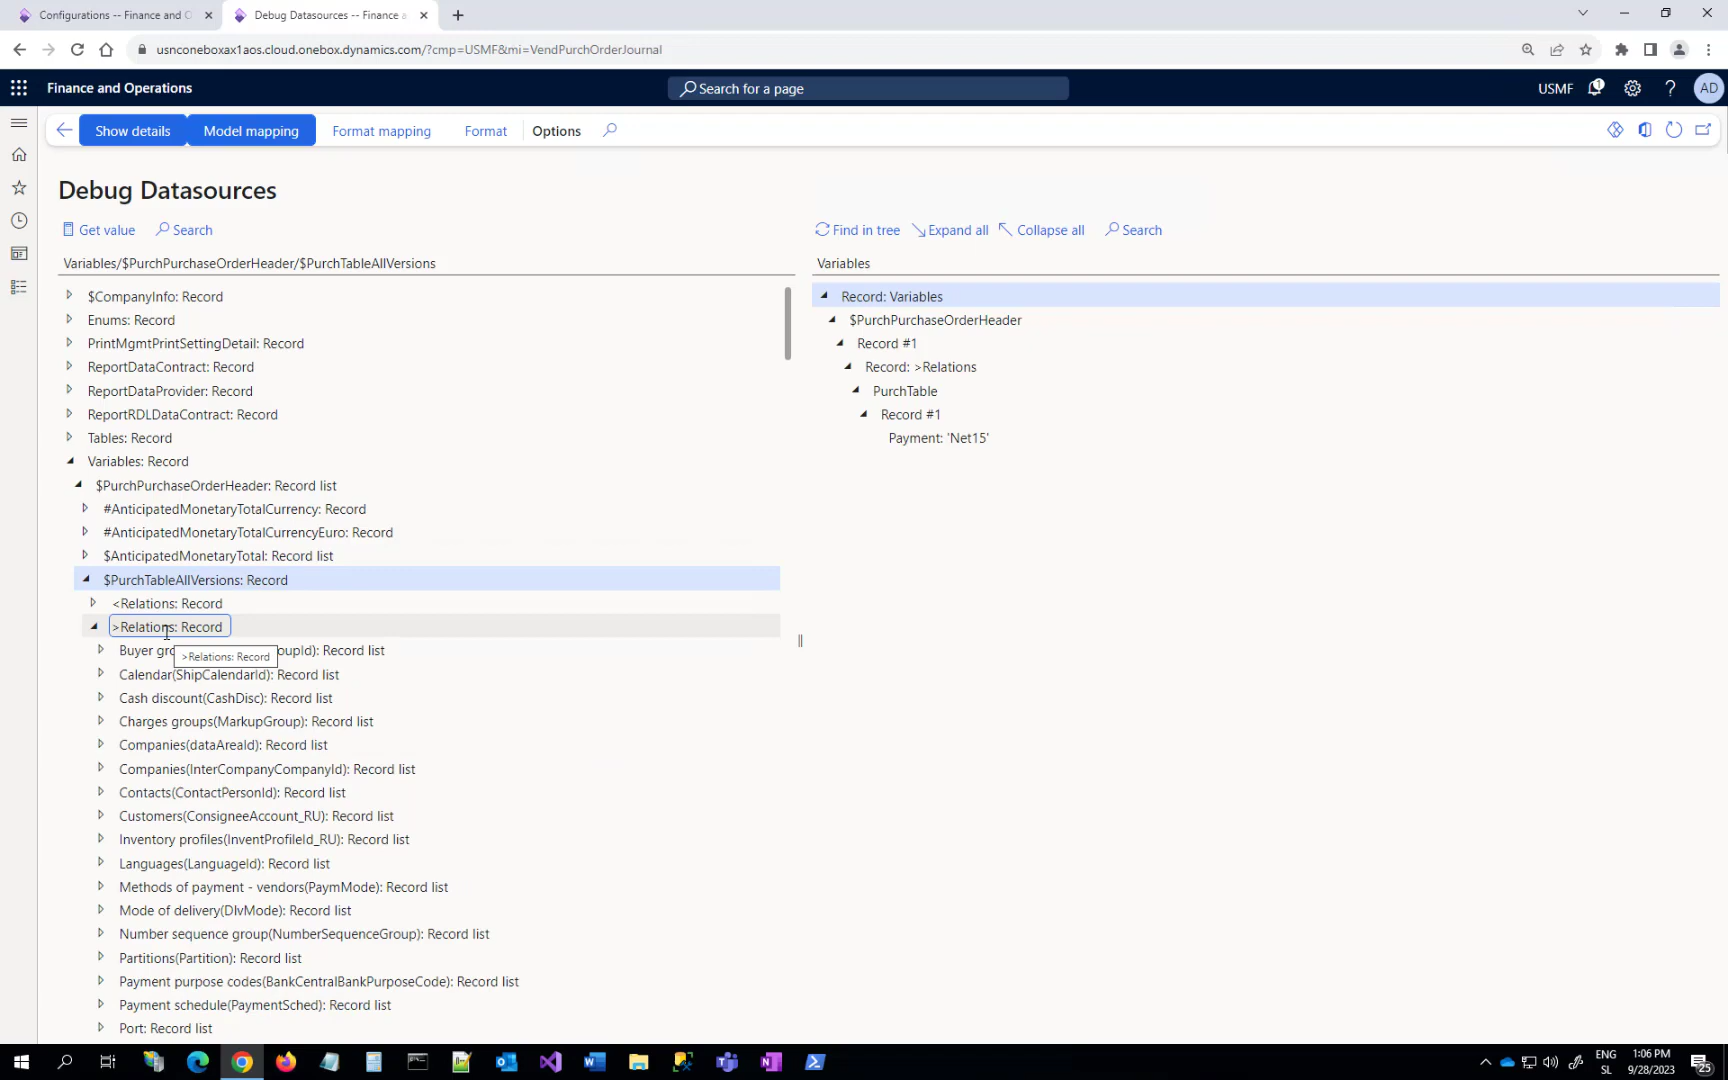 Configurations -- Finance and O
Debug Datasources -- Finance a
usnconeboxax1aos.cloud.onebox.dynamics.com/?cmp=USMF&mi=VendPurchOrderJournal
Finance and Operations
Search for a page
USMF
1
AD
Show details
Model mapping
Format mapping
Format
Options
Debug Datasources
Get value
Search
Find in tree
Expand all
Collapse all
Search
Variables/$PurchPurchaseOrderHeader/$PurchTableAllVersions
Variables
$CompanyInfo: Record
Enums: Record
PrintMgmtPrintSettingDetail: Record
ReportDataContract: Record
ReportDataProvider: Record
ReportRDLDataContract: Record
Tables: Record
Variables: Record
$PurchPurchaseOrderHeader: Record list
#AnticipatedMonetaryTotalCurrency: Record
#AnticipatedMonetaryTotalCurrencyEuro: Record
$AnticipatedMonetaryTotal: Record list
$PurchTableAllVersions: Record
<Relations: Record
>Relations: Record
Buyer gro
oupId): Record list
>Relations: Record
Calendar(ShipCalendarId): Record list
Cash discount(CashDisc): Record list
Charges groups(MarkupGroup): Record list
Companies(dataAreaId): Record list
Companies(InterCompanyCompanyId): Record list
Contacts(ContactPersonId): Record list
Customers(ConsigneeAccount_RU): Record list
Inventory profiles(InventProfileId_RU): Record list
Languages(LanguageId): Record list
Methods of payment - vendors(PaymMode): Record list
Mode of delivery(DlvMode): Record list
Number sequence group(NumberSequenceGroup): Record list
Partitions(Partition): Record list
Payment purpose codes(BankCentralBankPurposeCode): Record list
Payment schedule(PaymentSched): Record list
Port: Record list
Record: Variables
$PurchPurchaseOrderHeader
Record #1
Record: >Relations
PurchTable
Record #1
Payment: 'Net15'
ENG
SL
1:06 PM
9/28/2023
25